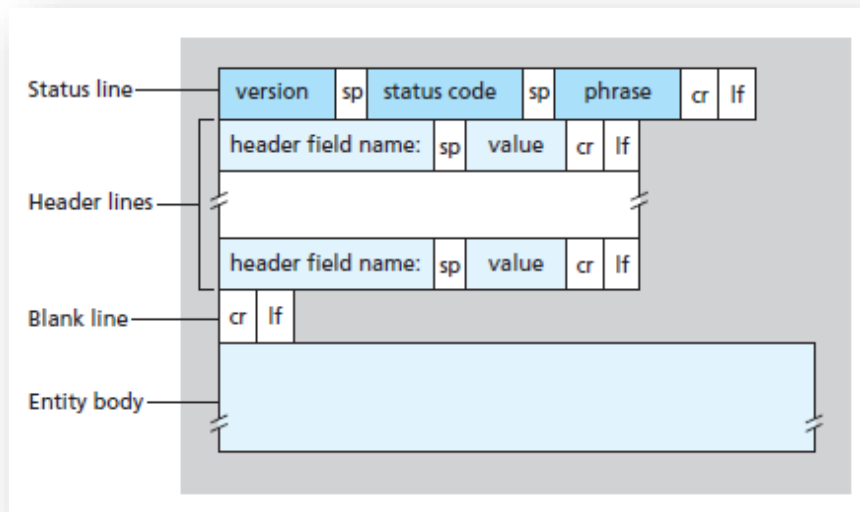 Status line version sp status code sp phrase cr lf
header field name: sp value cr lf
Header lines
header field name: sp value cr lf
Blank line cr lf
Entity body